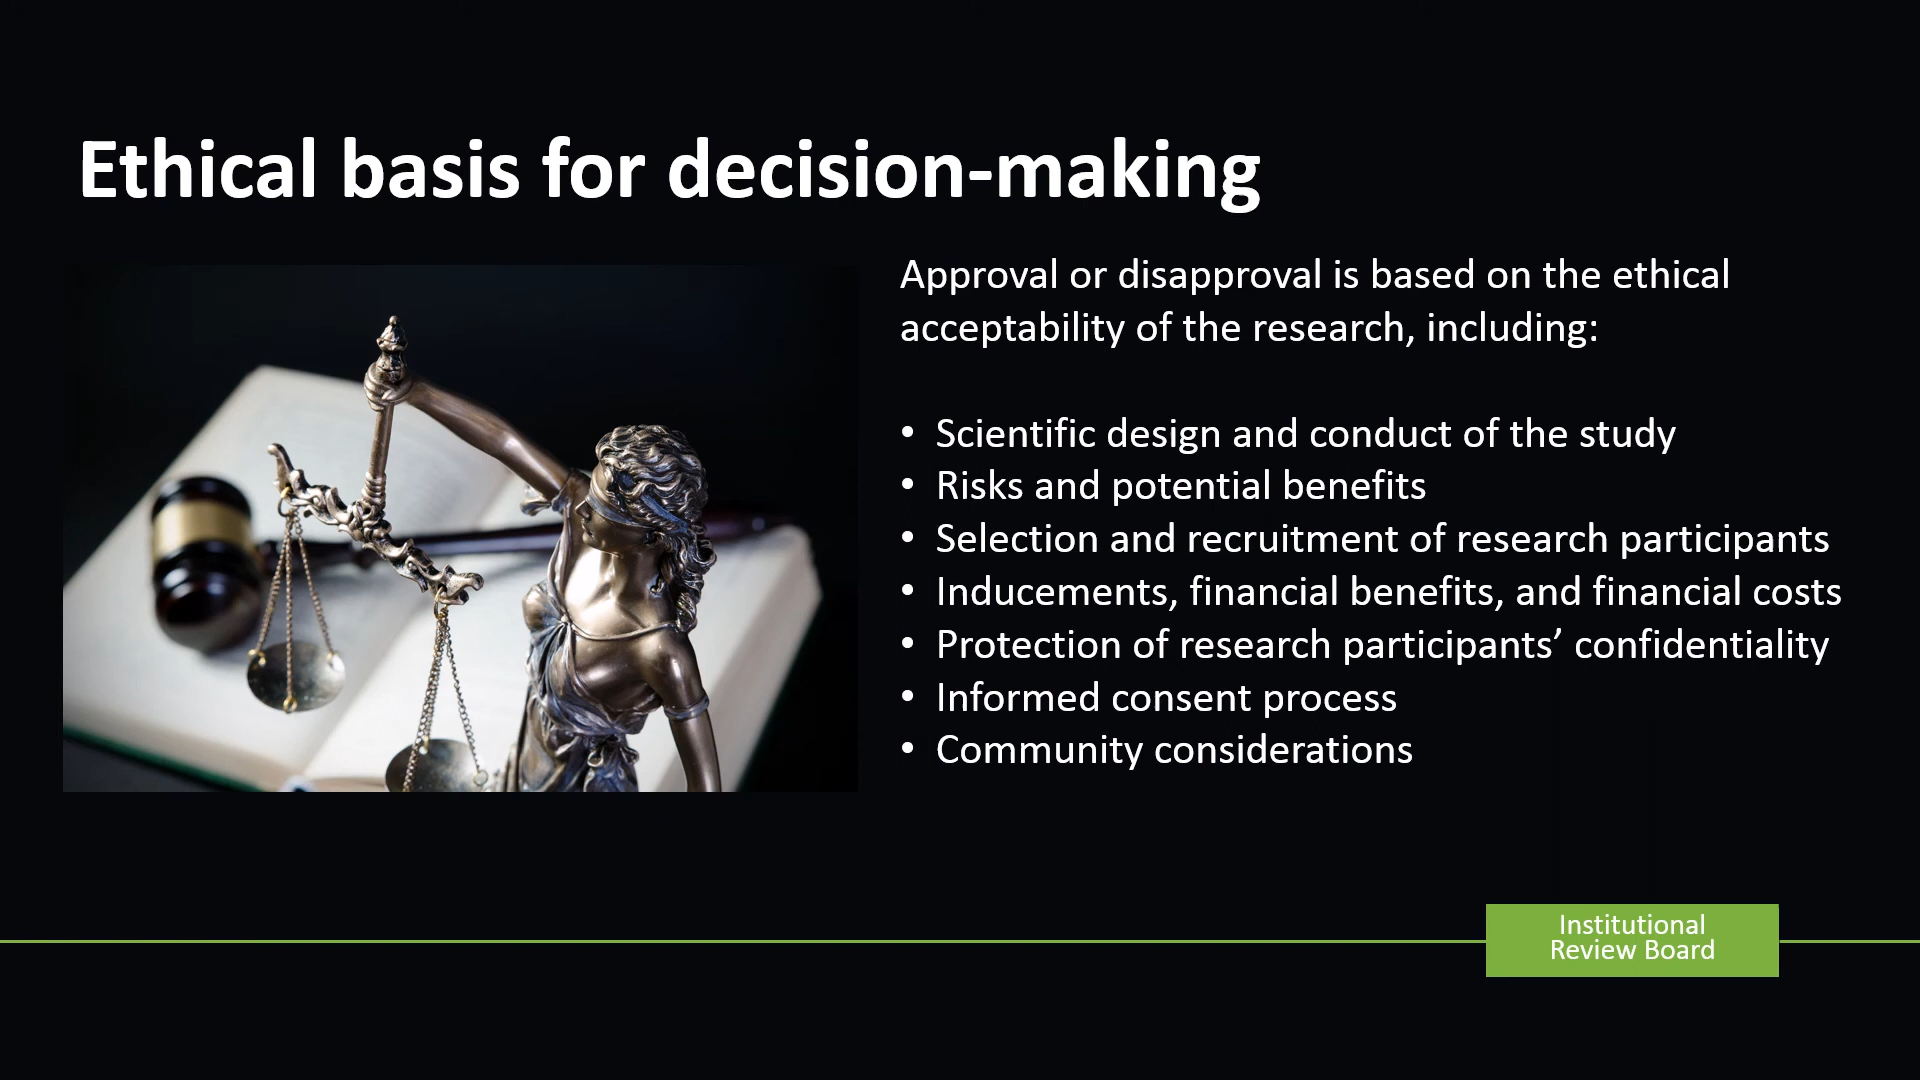 Ethical basis for decision-making
Approval or disapproval is based on the ethical
acceptability of the research, including:
• Scientific design and conduct of the study
• Risks and potential benefits
• Selection and recruitment of research participants
• Inducements, financial benefits, and financial costs
• Protection of research participants’ confidentiality
• Informed consent process
• Community considerations
Institutional
Review Board